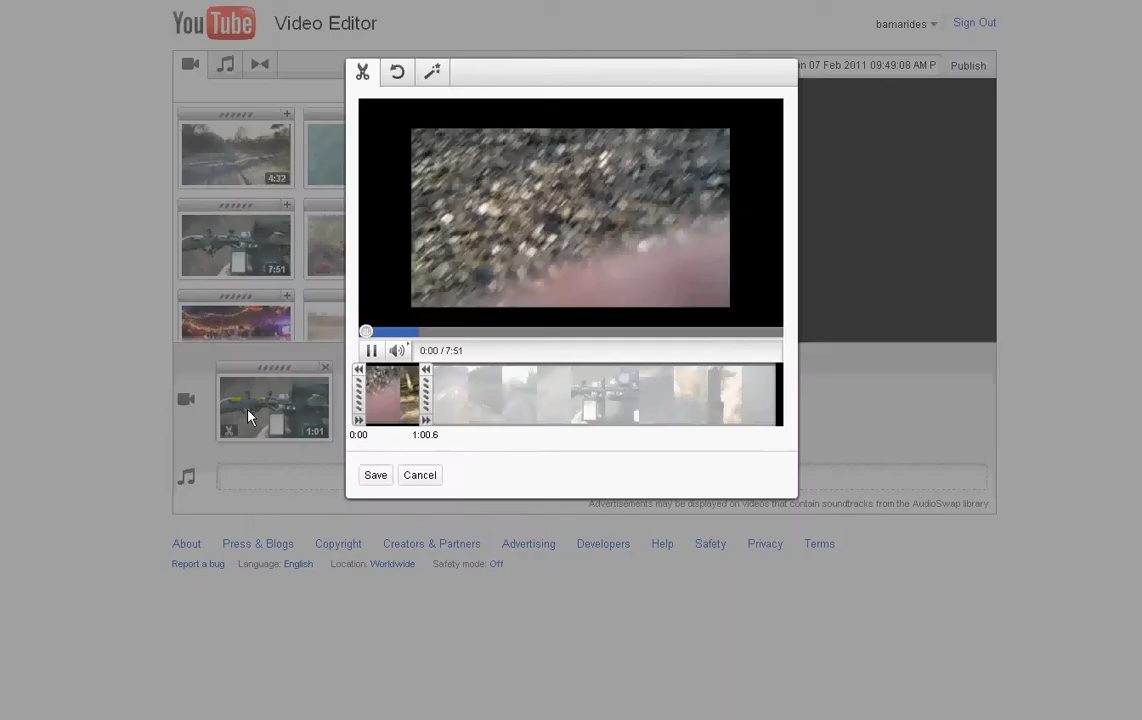 YouTube Video Editor
bamarides
Sign Out
n 07 Feb 2011 09:49:08 AM P
Publish
4:32
7:51
0:00 / 7:51
1:01
0:00
1:00.6
Save
Cancel
Advertisements may be displayed on videos that contain soundtracks from the AudioSwap library.
About Press & Blogs Copyright Creators & Partners Advertising Developers Help Safety Privacy Terms
Report a bug Language: English Location: Worldwide Safety mode: Off